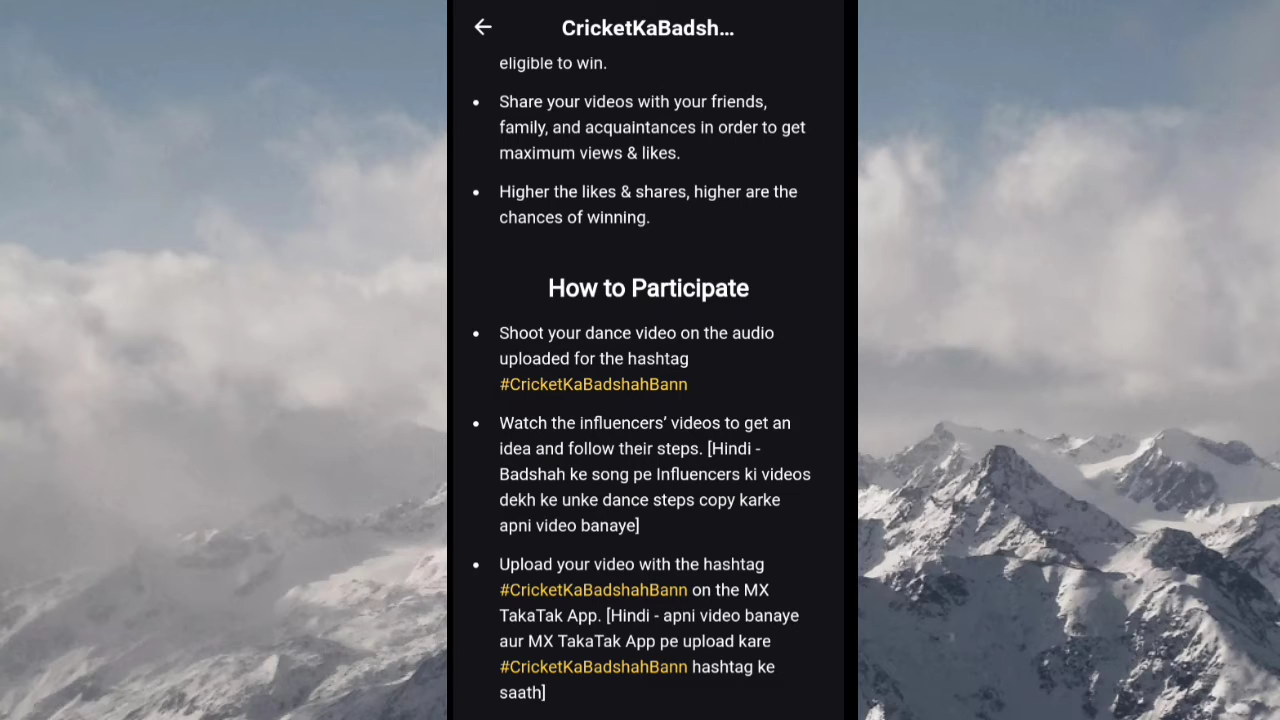 CricketKaBadsh...
eligible to win.
• Share your videos with your friends,
family, and acquaintances in order to get
maximum views & likes.
• Higher the likes & shares, higher are the
chances of winning.
How to Participate
• Shoot your dance video on the audio
uploaded for the hashtag
#CricketKaBadshahBann
• Watch the influencers’ videos to get an
idea and follow their steps. [Hindi -
Badshah ke song pe Influencers ki videos
dekh ke unke dance steps copy karke
apni video banaye]
• Upload your video with the hashtag
#CricketKaBadshahBann on the MX
TakaTak App. [Hindi - apni video banaye
aur MX TakaTak App pe upload kare
#CricketKaBadshahBann hashtag ke
saath]